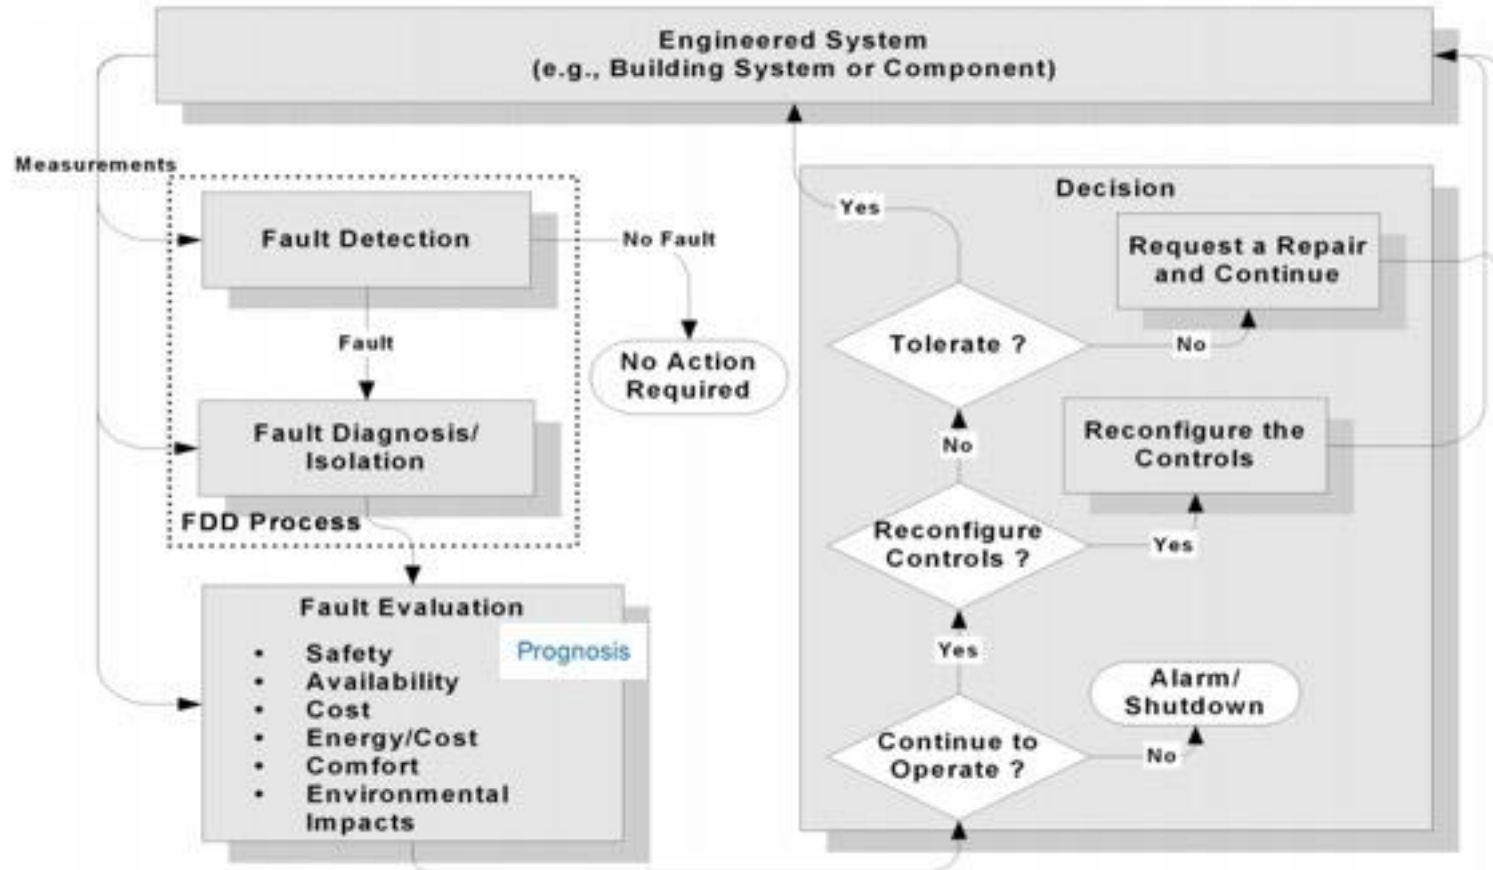 Engineered System
(e.g., Building System or Component)
Measurements
Fault Detection
No Fault
Fault
No Action
Required
Fault Diagnosis/
Isolation
FDD Process
Fault Evaluation
Prognosis
• Safety
• Availability
• Cost
• Energy/Cost
• Comfort
• Environmental
Impacts
Decision
Yes
Request a Repair
and Continue
Tolerate ?
No
No
Reconfigure the
Controls
Reconfigure
Controls ?
Yes
Yes
Alarm/
Shutdown
Continue to
Operate ?
No